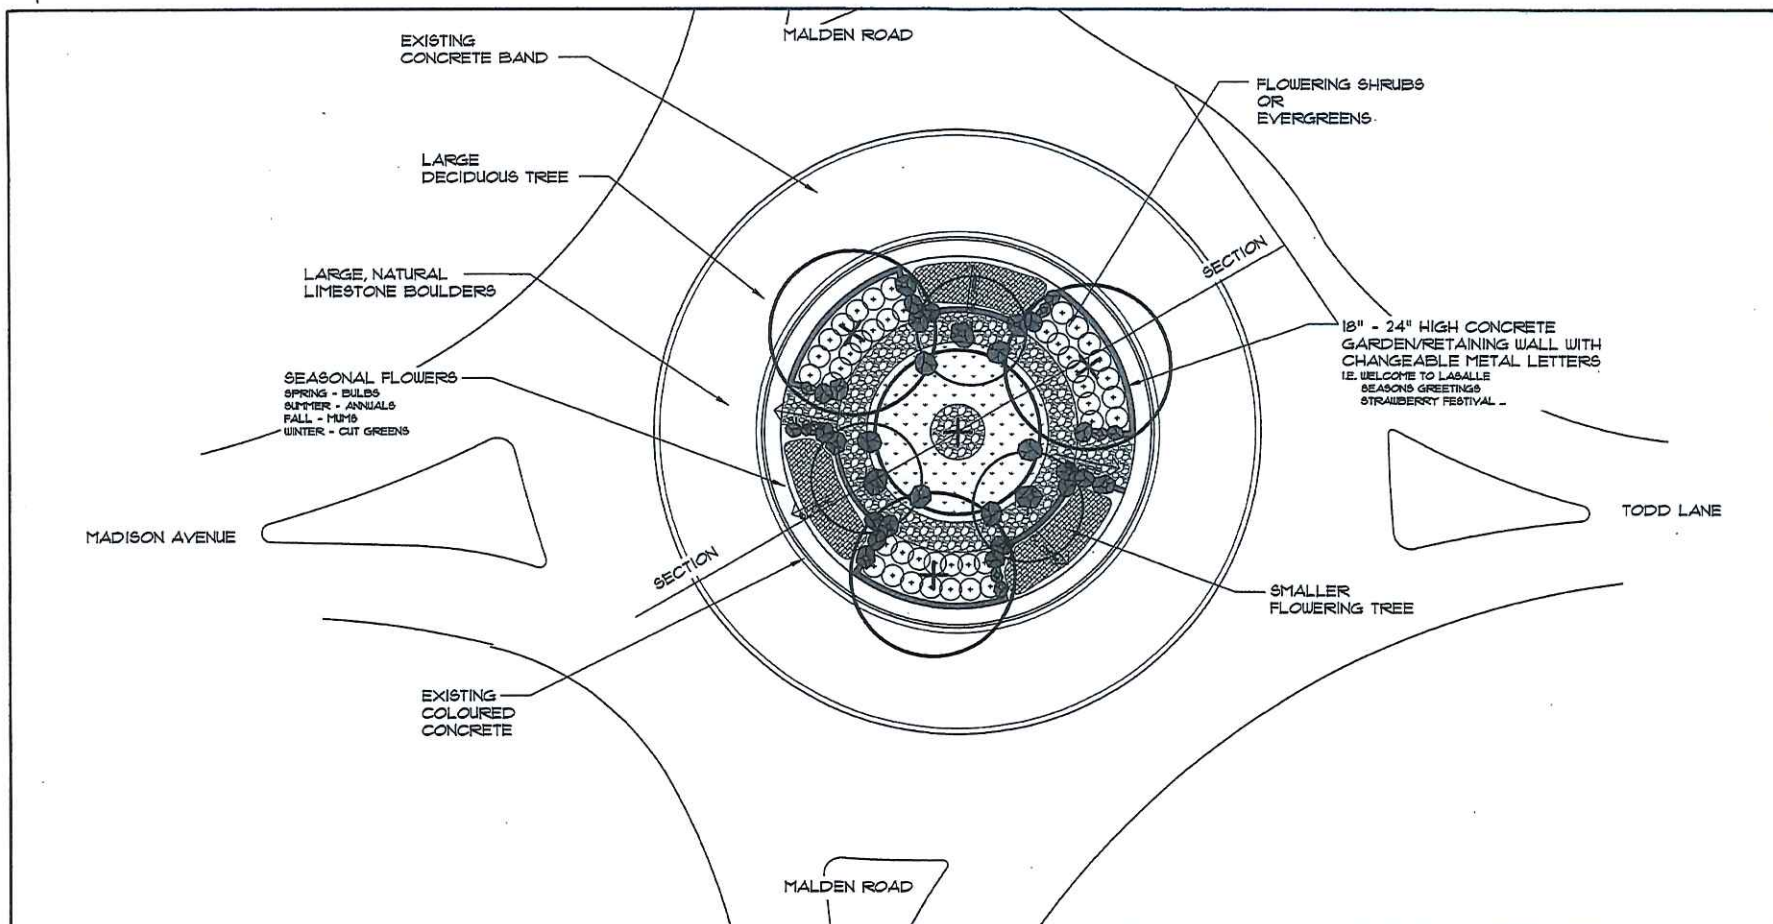 MALDEN ROAD
EXISTING
CONCRETE BAND
FLOWERING SHRUBS
OR
EVERGREENS
LARGE
DECIDUOUS TREE
SECTION
LARGE, NATURAL
LIMESTONE BOULDERS
18" - 24" HIGH CONCRETE
GARDEN/RETAINING WALL WITH
CHANGEABLE METAL LETTERS
I.E. WELCOME TO LASALLE
SEASONS GREETINGS
STRAWBERRY FESTIVAL
SEASONAL FLOWERS
SPRING - BULBS
SUMMER - ANNUALS
FALL - MUMS
WINTER - CUT GREENS
MADISON AVENUE
TODD LANE
SECTION
SMALLER
FLOWERING TREE
EXISTING
COLOURED
CONCRETE
MALDEN ROAD